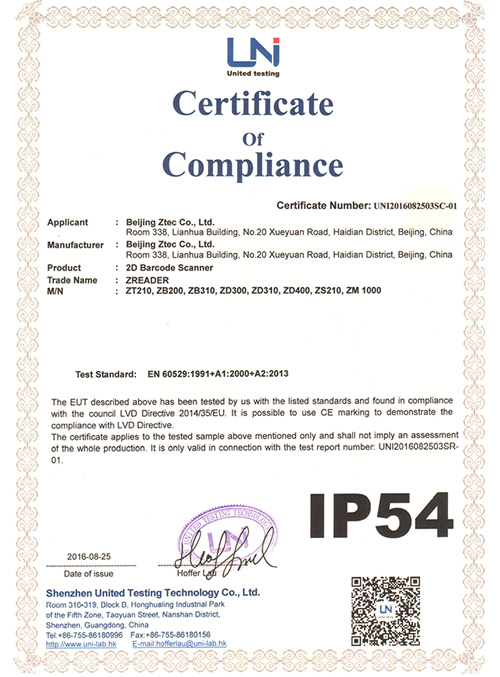 UNi
United testing
Certificate
Of
Compliance
Certificate Number: UNI2016082503SC-01
Applicant : Beijing Ztec Co., Ltd.
Room 338, Lianhua Building, No.20 Xueyuan Road, Haidian District, Beijing, China
Manufacturer : Beijing Ztec Co., Ltd.
Room 338, Lianhua Building, No.20 Xueyuan Road, Haidian District, Beijing, China
Product : 2D Barcode Scanner
Trade Name : ZREADER
M/N : ZT210, ZB200, ZB310, ZD300, ZD310, ZD400, ZS210, ZM 1000
Test Standard: EN 60529:1991+A1:2000+A2:2013
The EUT described above has been tested by us with the listed standards and found in compliance
with the council LVD Directive 2014/35/EU. It is possible to use CE marking to demonstrate the
compliance with LVD Directive.
The certificate applies to the tested sample above mentioned only and shall not imply an assessment
of the whole production. It is only valid in connection with the test report number: UNI2016082503SR-
01.
IP54
UNITED TESTING TECHNOLOGY
UNi
2016-08-25
Date of issue
Hoffer Lau
Shenzhen United Testing Technology Co., Ltd.
Room 316-319, Block B, Honghualing Industrial Park
of the Fifth Zone, Taoyuan Street, Nanshan District,
Shenzhen, Guangdong, China
Tel:+86-755-86180996 Fax:+86-755-86180156
http://www.uni-lab.hk E-mail:hofferlau@uni-lab.hk
UNi